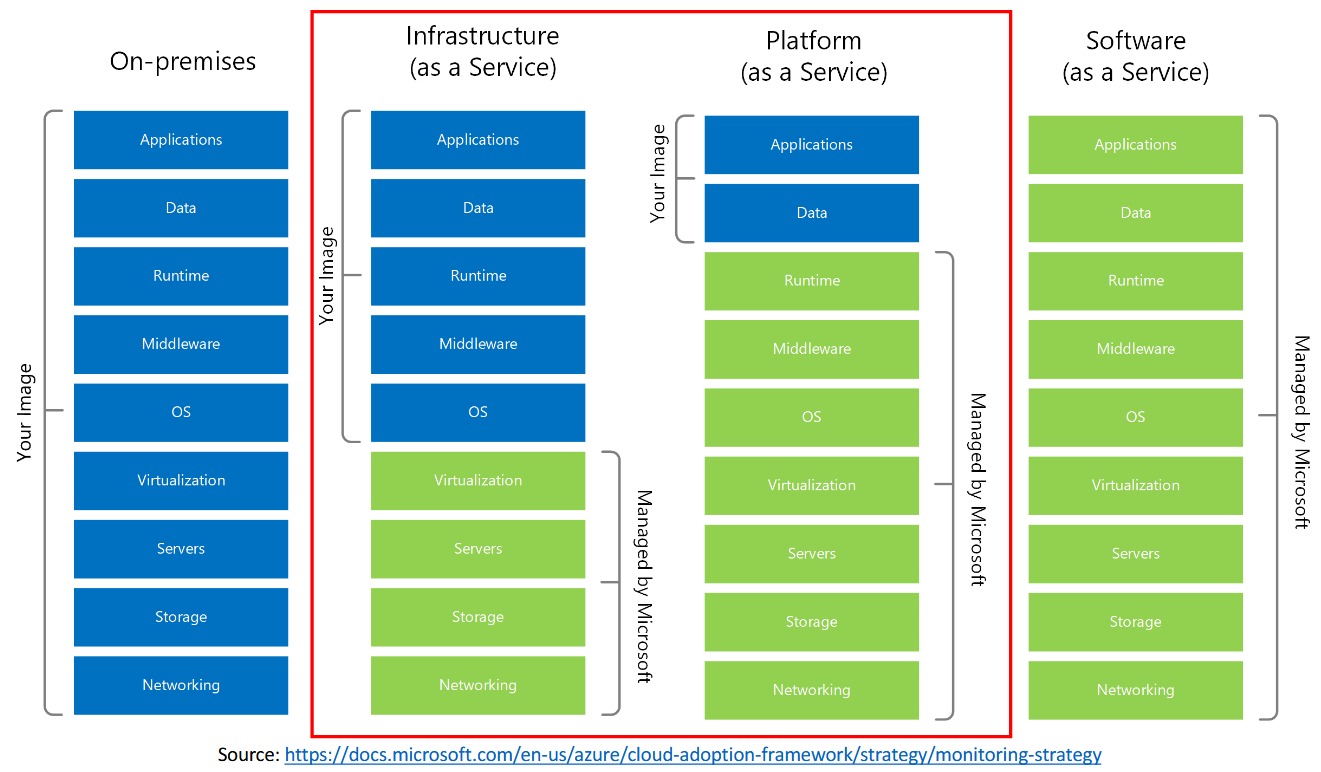 On-premises
Your Image
Applications
Data
Runtime
Middleware
OS
Virtualization
Servers
Storage
Networking
Infrastructure
(as a Service)
Your Image
Applications
Data
Runtime
Middleware
OS
Virtualization
Servers
Storage
Networking
Managed by Microsoft
Platform
(as a Service)
Your Image
Applications
Data
Runtime
Middleware
OS
Virtualization
Servers
Storage
Networking
Managed by Microsoft
Software
(as a Service)
Applications
Data
Runtime
Middleware
OS
Virtualization
Servers
Storage
Networking
Managed by Microsoft
Source: https://docs.microsoft.com/en-us/azure/cloud-adoption-framework/strategy/monitoring-strategy